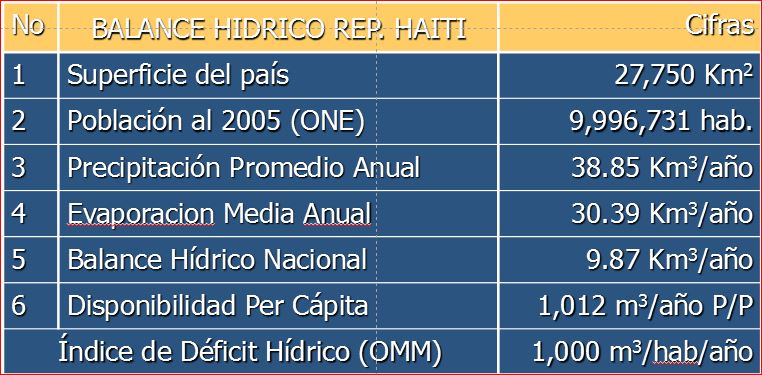 No BALANCE HIDRICO REP. HAITI Cifras
1 Superficie del país 27,750 Km²
2 Población al 2005 (ONE) 9,996,731 hab.
3 Precipitación Promedio Anual 38.85 Km³/año
4 Evaporacion Media Anual 30.39 Km³/año
5 Balance Hídrico Nacional 9.87 Km³/año
6 Disponibilidad Per Cápita 1,012 m³/año P/P
Índice de Déficit Hídrico (OMM) 1,000 m³/hab/año